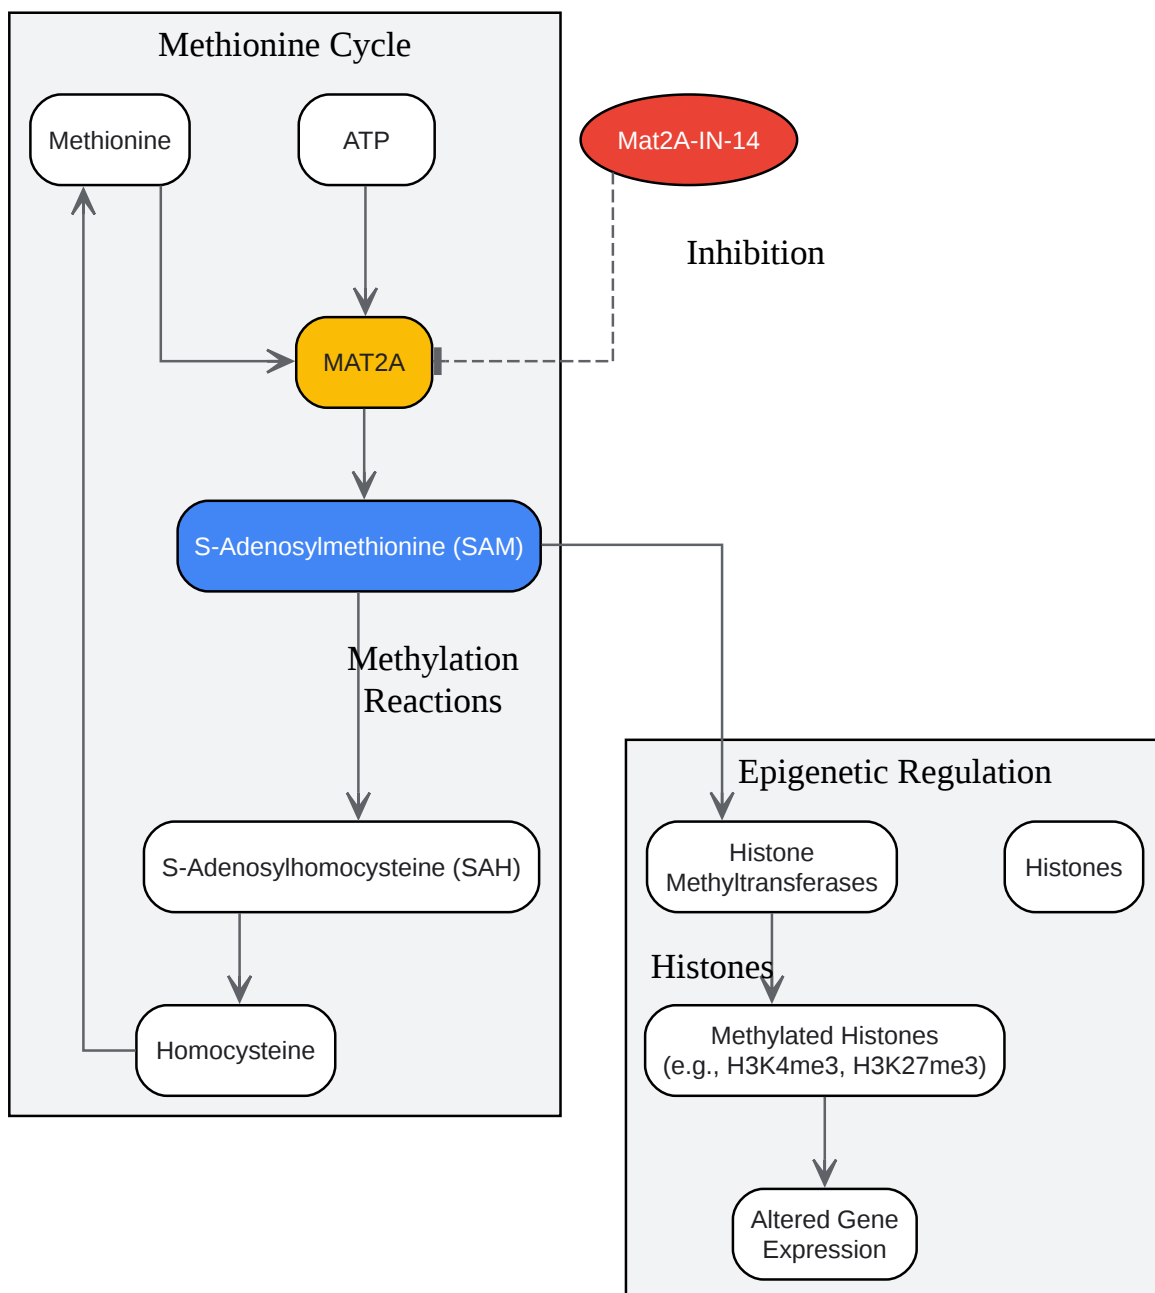 Methionine Cycle
Methionine
ATP
Mat2A-IN-14
Inhibition
MAT2A
S-Adenosylmethionine (SAM)
Methylation
Reactions
Epigenetic Regulation
S-Adenosylhomocysteine (SAH)
Histone
Methyltransferases
Histones
Histones
Homocysteine
Methylated Histones
(e.g., H3K4me3, H3K27me3)
Altered Gene
Expression